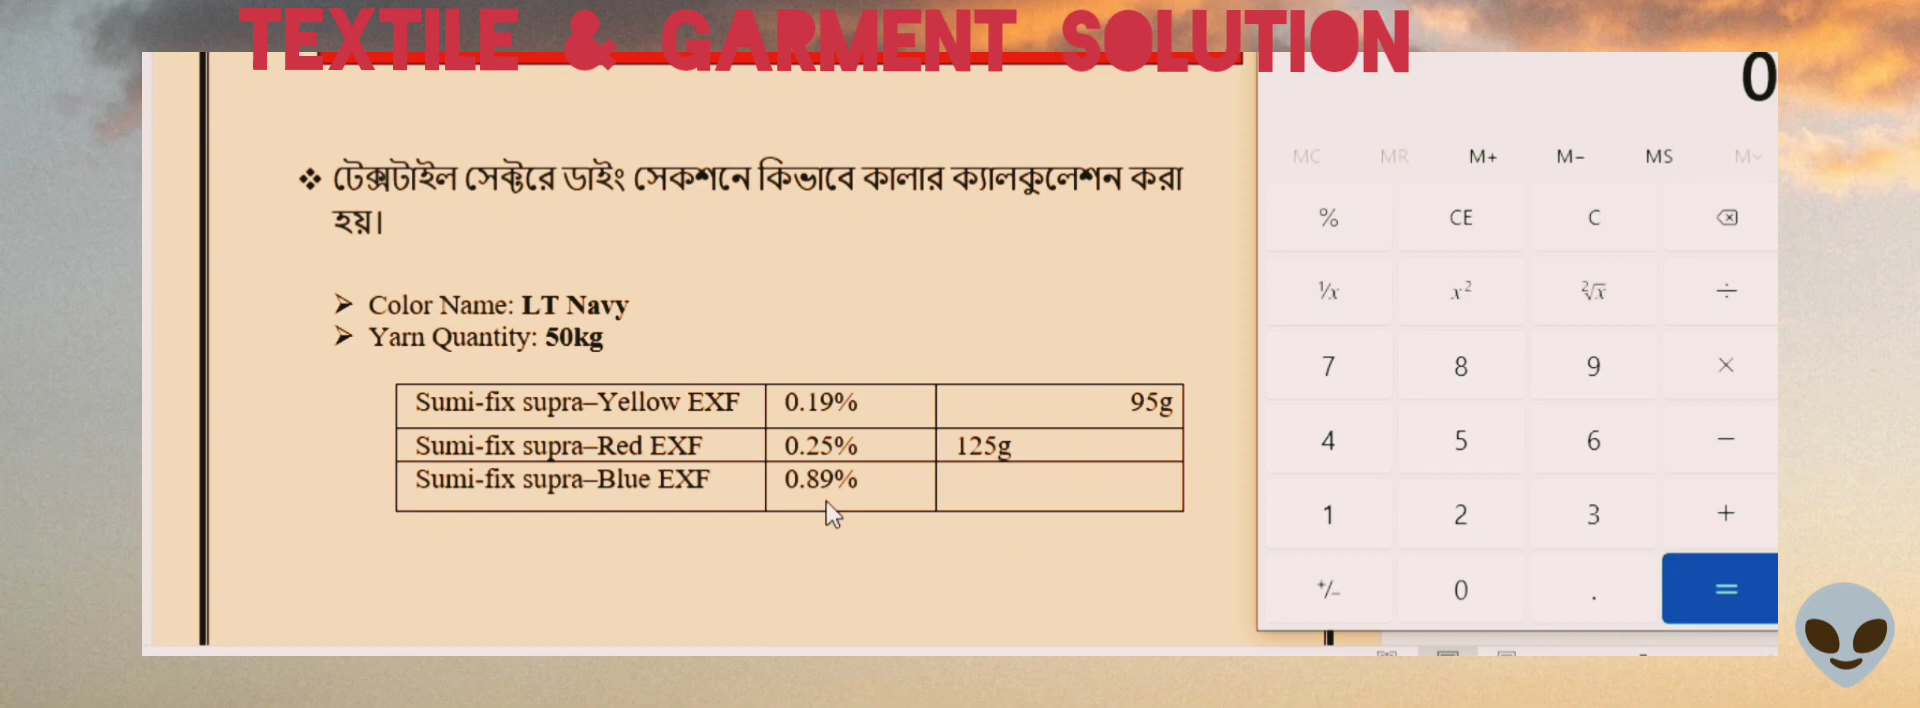 TEXTILE & GARMENT SOLUTION
❖ টেক্সটাইল সেক্টরে ডাইং সেকশনে কিভাবে কালার ক্যালকুলেশন করা
হয়।
➢ Color Name: LT Navy
➢ Yarn Quantity: 50kg
Sumi-fix supra–Yellow EXF 0.19% 95g
Sumi-fix supra–Red EXF 0.25% 125g
Sumi-fix supra–Blue EXF 0.89%
0
MC MR M+ M− MS M
% CE C
¹/x x² ²√x ÷
7 8 9 ×
4 5 6 −
1 2 3 +
+/− 0 . =